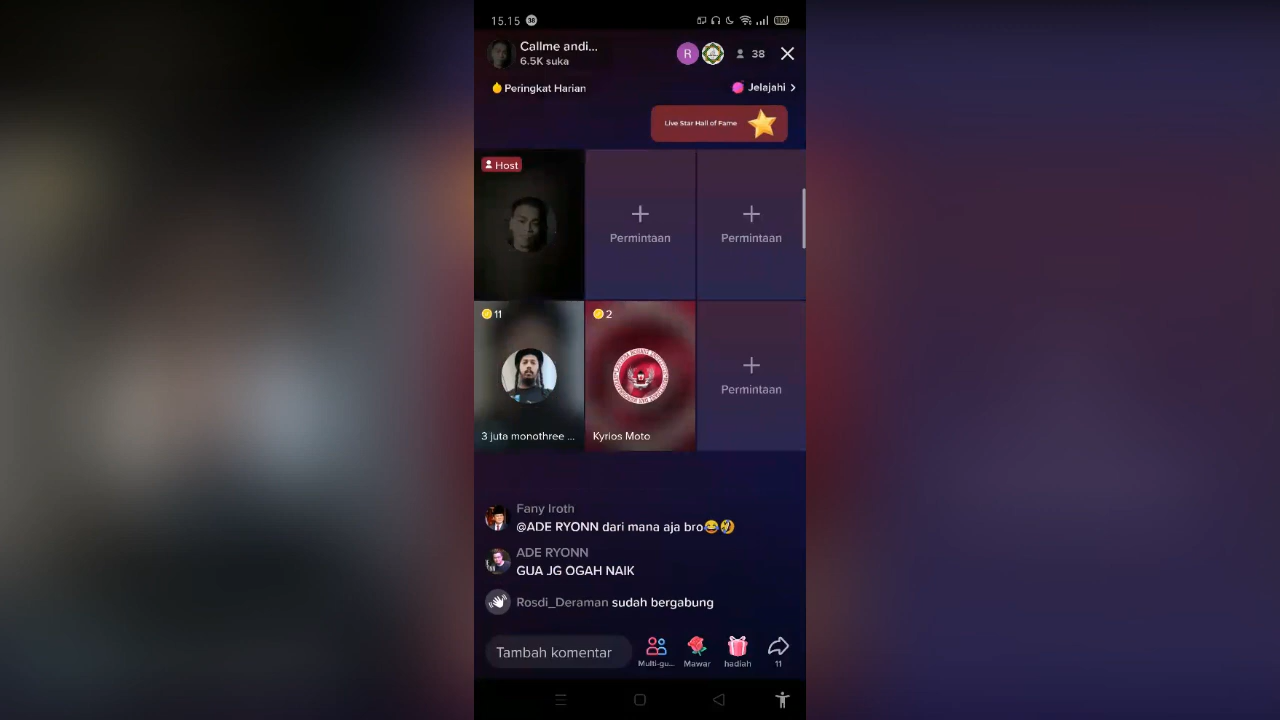 15.15 38
Callme andi...
6.5K suka
R
38
Peringkat Harian
Jelajahi >
Live Star Hall of Fame
Host
Permintaan
Permintaan
11
2
3 juta monothree ...
Kyrios Moto
Permintaan
Fany Iroth
@ADE RYONN dari mana aja bro😂🤣
ADE RYONN
GUA JG OGAH NAIK
Rosdi_Deraman sudah bergabung
Tambah komentar
Multi-gu...
Mawar
hadiah
11